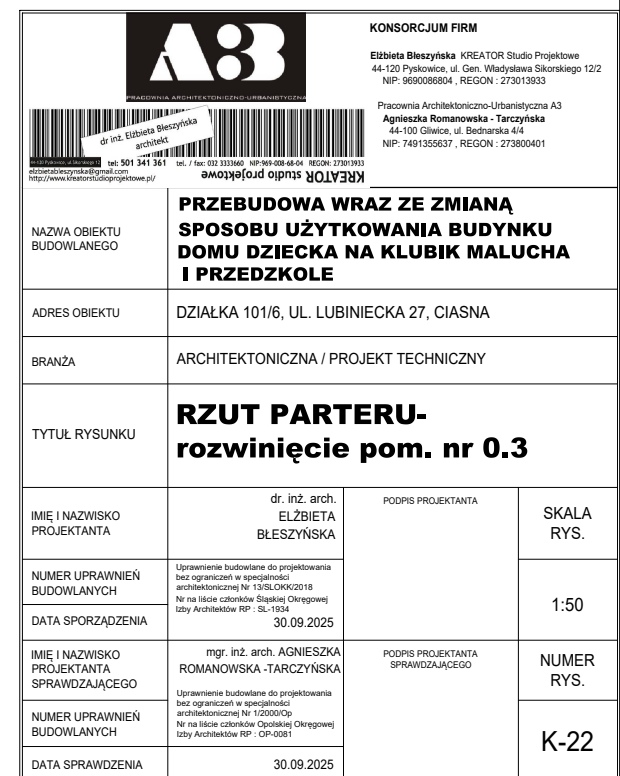 A3
PRACOWNIA ARCHITEKTONICZNO-URBANISTYCZNA
KONSORCJUM FIRM
Elżbieta Błeszyńska KREATOR Studio Projektowe
44-120 Pyskowice, ul. Gen. Władysława Sikorskiego 12/2
NIP: 9690086804 , REGON : 273013933
Pracownia Architektoniczno-Urbanistyczna A3
Agnieszka Romanowska - Tarczyńska
44-100 Gliwice, ul. Bednarska 4/4
NIP: 7491355637 , REGON : 273800401
dr inż. Elżbieta Błeszyńska
architekt
44-120 Pyskowice, ul.Sikorskiego 12 tel: 501 341 361 tel. / fax: 032 3333660 NIP:969-008-68-04 REGON: 273013933
elzbietableszynska@gmail.com
http://www.kreatorstudioprojektowe.pl/
KREATOR studio projektowe
NAZWA OBIEKTU
BUDOWLANEGO
PRZEBUDOWA WRAZ ZE ZMIANĄ
SPOSOBU UŻYTKOWANIA BUDYNKU
DOMU DZIECKA NA KLUBIK MALUCHA
I PRZEDZKOLE
ADRES OBIEKTU
DZIAŁKA 101/6, UL. LUBINIECKA 27, CIASNA
BRANŻA
ARCHITEKTONICZNA / PROJEKT TECHNICZNY
TYTUŁ RYSUNKU
RZUT PARTERU-
rozwinięcie pom. nr 0.3
IMIĘ I NAZWISKO
PROJEKTANTA
dr. inż. arch.
ELŻBIETA
BŁESZYŃSKA
PODPIS PROJEKTANTA
SKALA
RYS.
NUMER UPRAWNIEŃ
BUDOWLANYCH
Uprawnienie budowlane do projektowania
bez ograniczeń w specjalności
architektonicznej Nr 13/SLOKK/2018
Nr na liście członków Śląskiej Okręgowej
Izby Architektów RP : SL-1934
1:50
DATA SPORZĄDZENIA
30.09.2025
IMIĘ I NAZWISKO
PROJEKTANTA
SPRAWDZAJĄCEGO
mgr. inż. arch. AGNIESZKA
ROMANOWSKA -TARCZYŃSKA
PODPIS PROJEKTANTA
SPRAWDZAJĄCEGO
NUMER
RYS.
NUMER UPRAWNIEŃ
BUDOWLANYCH
Uprawnienie budowlane do projektowania
bez ograniczeń w specjalności
architektonicznej Nr 1/2000/Op
Nr na liście członków Opolskiej Okręgowej
Izby Architektów RP : OP-0081
K-22
DATA SPRAWDZENIA
30.09.2025